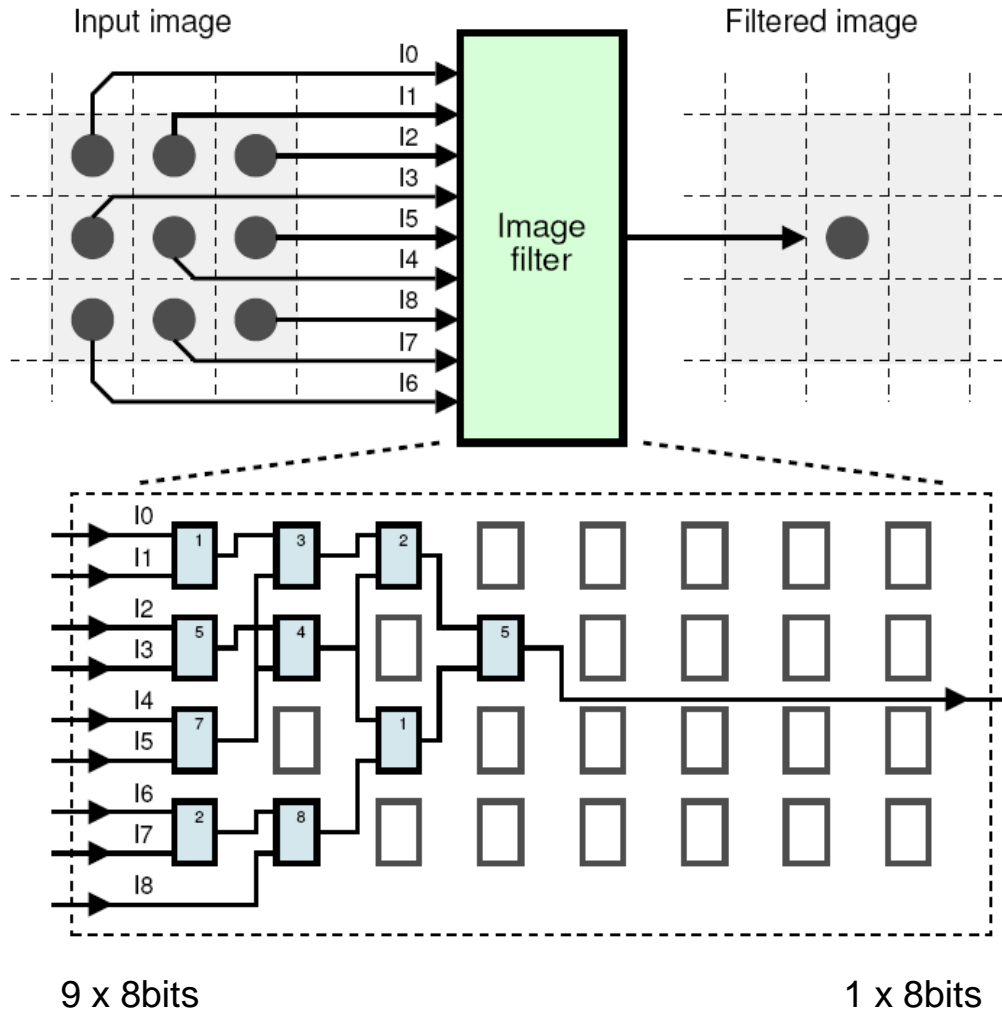 Input image
Filtered image
I0
I1
I2
I3
I5
I4
I8
I7
I6
Image
filter
I0
I1
I2
I3
I4
I5
I6
I7
I8
1
3
2
5
4
5
7
1
2
8
9 x 8bits
1 x 8bits